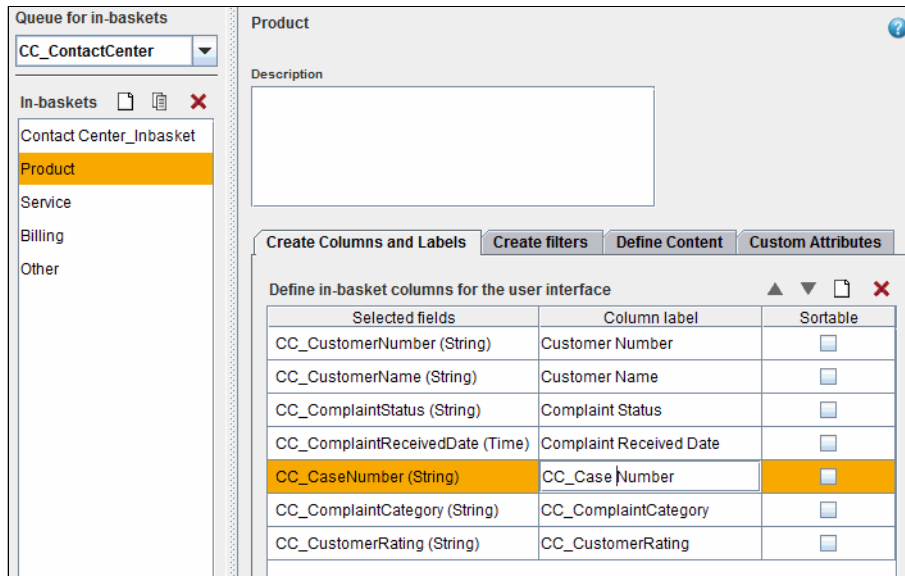 Queue for in-baskets
CC_ContactCenter
In-baskets
Contact Center_Inbasket
Product
Service
Billing
Other
Product
?
Description
Create Columns and Labels Create filters Define Content Custom Attributes
Define in-basket columns for the user interface
Selected fields Column label Sortable
CC_CustomerNumber (String) Customer Number
CC_CustomerName (String) Customer Name
CC_ComplaintStatus (String) Complaint Status
CC_ComplaintReceivedDate (Time) Complaint Received Date
CC_CaseNumber (String) CC_Case Number
CC_ComplaintCategory (String) CC_ComplaintCategory
CC_CustomerRating (String) CC_CustomerRating